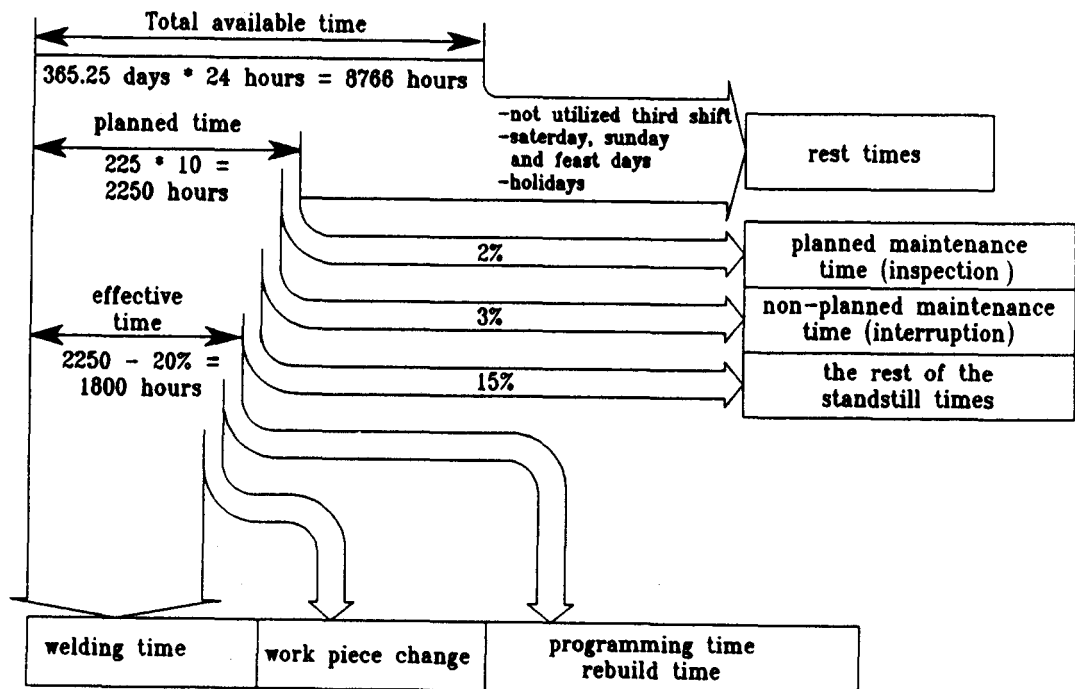 Total available time
365.25 days * 24 hours = 8766 hours
-not utilized third shift
-saterday, sunday
and feast days
-holidays
rest times
planned time
225 * 10 =
2250 hours
2%
planned maintenance
time (inspection )
effective
time
3%
non-planned maintenance
time (interruption)
2250 - 20% =
1800 hours
15%
the rest of the
standstill times
welding time
work piece change
programming time
rebuild time